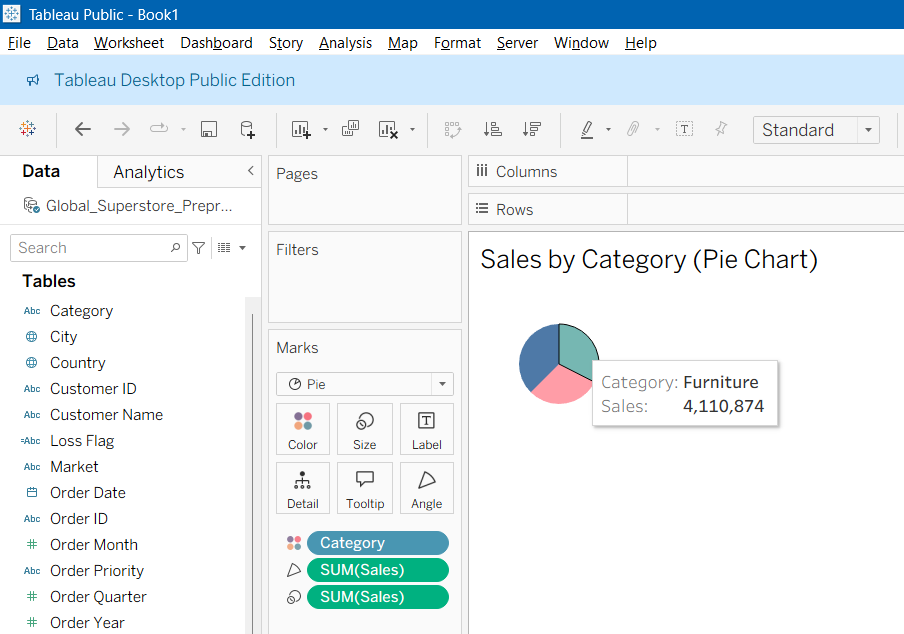 Tableau Public - Book1
File Data Worksheet Dashboard Story Analysis Map Format Server Window Help
Tableau Desktop Public Edition
Standard
Data Analytics
Global_Superstore_Prepr...
Search
Tables
Abc Category
City
Country
Abc Customer ID
Abc Customer Name
=Abc Loss Flag
Abc Market
Order Date
Abc Order ID
# Order Month
Abc Order Priority
# Order Quarter
# Order Year
Pages
Filters
Marks
Pie
Color Size Label
Detail Tooltip Angle
Category
SUM(Sales)
SUM(Sales)
Columns
Rows
Sales by Category (Pie Chart)
Category: Furniture
Sales: 4,110,874